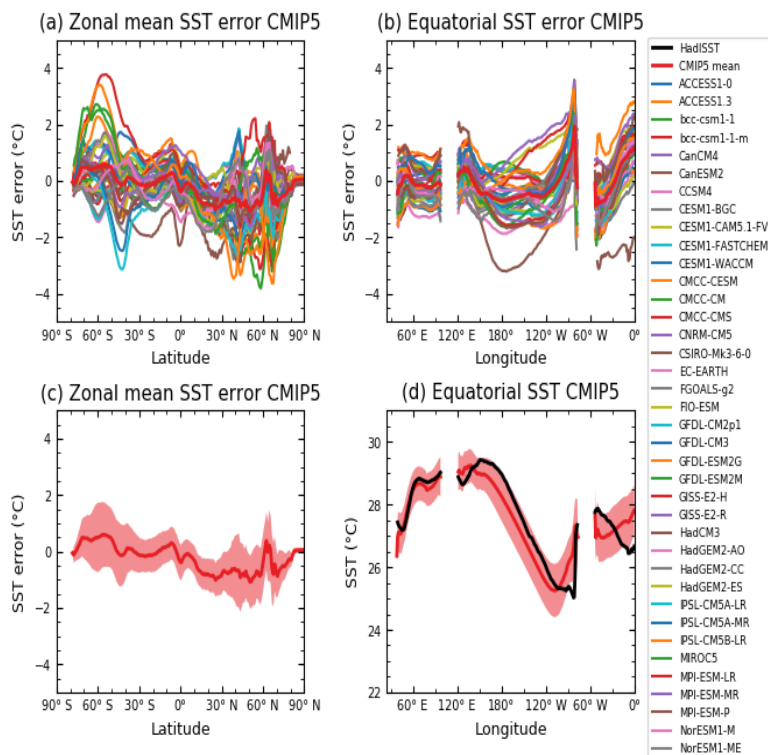 (a) Zonal mean SST error CMIP5
4
2
0
−2
−4
SST error (°C)
90° S 60° S 30° S 0° 30° N 60° N 90° N
Latitude
(b) Equatorial SST error CMIP5
4
2
0
−2
−4
SST error (°C)
60° E 120° E 180° 120° W 60° W 0°
Longitude
(c) Zonal mean SST error CMIP5
4
2
0
−2
−4
SST error (°C)
90° S 60° S 30° S 0° 30° N 60° N 90° N
Latitude
(d) Equatorial SST CMIP5
30
28
26
24
22
SST (°C)
60° E 120° E 180° 120° W 60° W 0°
Longitude
HadISST
CMIP5 mean
ACCESS1-0
ACCESS1.3
bcc-csm1-1
bcc-csm1-1-m
CanCM4
CanESM2
CCSM4
CESM1-BGC
CESM1-CAM5.1-FV
CESM1-FASTCHEM
CESM1-WACCM
CMCC-CESM
CMCC-CM
CMCC-CMS
CNRM-CM5
CSIRO-Mk3-6-0
EC-EARTH
FGOALS-g2
FIO-ESM
GFDL-CM2p1
GFDL-CM3
GFDL-ESM2G
GFDL-ESM2M
GISS-E2-H
GISS-E2-R
HadCM3
HadGEM2-AO
HadGEM2-CC
HadGEM2-ES
IPSL-CM5A-LR
IPSL-CM5A-MR
IPSL-CM5B-LR
MIROC5
MPI-ESM-LR
MPI-ESM-MR
MPI-ESM-P
NorESM1-M
NorESM1-ME